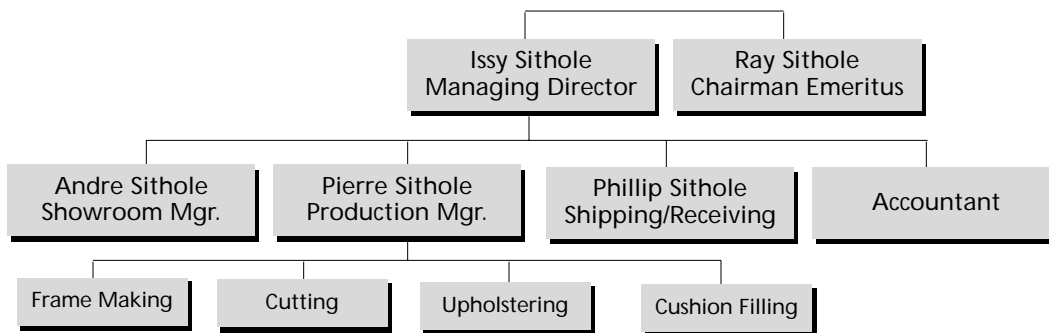 Issy Sithole
Managing Director
Ray Sithole
Chairman Emeritus
Andre Sithole
Showroom Mgr.
Pierre Sithole
Production Mgr.
Phillip Sithole
Shipping/Receiving
Accountant
Frame Making
Cutting
Upholstering
Cushion Filling